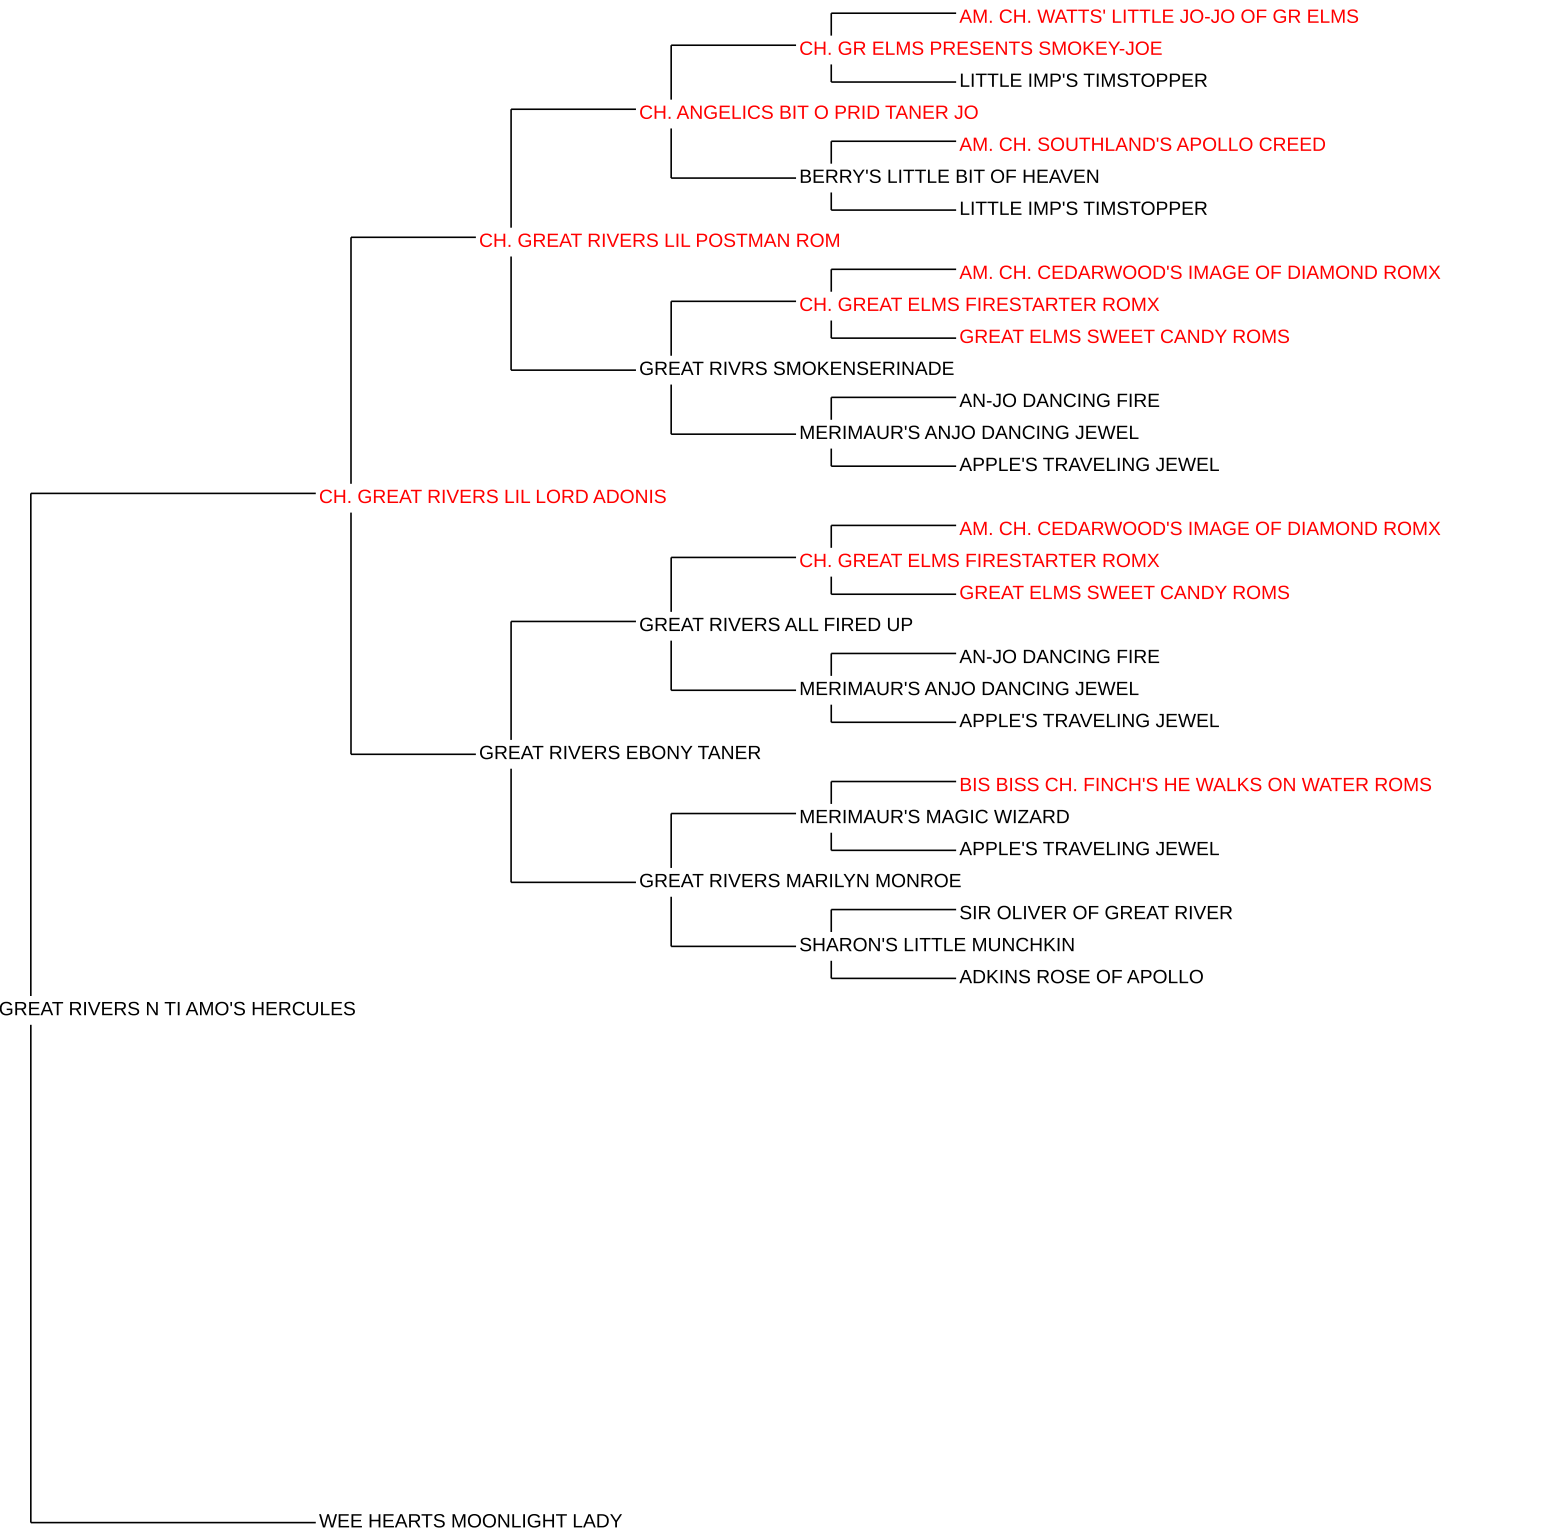 AM. CH. WATTS' LITTLE JO-JO OF GR ELMS
CH. GR ELMS PRESENTS SMOKEY-JOE
LITTLE IMP'S TIMSTOPPER
CH. ANGELICS BIT O PRID TANER JO
AM. CH. SOUTHLAND'S APOLLO CREED
BERRY'S LITTLE BIT OF HEAVEN
LITTLE IMP'S TIMSTOPPER
CH. GREAT RIVERS LIL POSTMAN ROM
AM. CH. CEDARWOOD'S IMAGE OF DIAMOND ROMX
CH. GREAT ELMS FIRESTARTER ROMX
GREAT ELMS SWEET CANDY ROMS
GREAT RIVRS SMOKENSERINADE
AN-JO DANCING FIRE
MERIMAUR'S ANJO DANCING JEWEL
APPLE'S TRAVELING JEWEL
CH. GREAT RIVERS LIL LORD ADONIS
AM. CH. CEDARWOOD'S IMAGE OF DIAMOND ROMX
CH. GREAT ELMS FIRESTARTER ROMX
GREAT ELMS SWEET CANDY ROMS
GREAT RIVERS ALL FIRED UP
AN-JO DANCING FIRE
MERIMAUR'S ANJO DANCING JEWEL
APPLE'S TRAVELING JEWEL
GREAT RIVERS EBONY TANER
BIS BISS CH. FINCH'S HE WALKS ON WATER ROMS
MERIMAUR'S MAGIC WIZARD
APPLE'S TRAVELING JEWEL
GREAT RIVERS MARILYN MONROE
SIR OLIVER OF GREAT RIVER
SHARON'S LITTLE MUNCHKIN
ADKINS ROSE OF APOLLO
GREAT RIVERS N TI AMO'S HERCULES
WEE HEARTS MOONLIGHT LADY